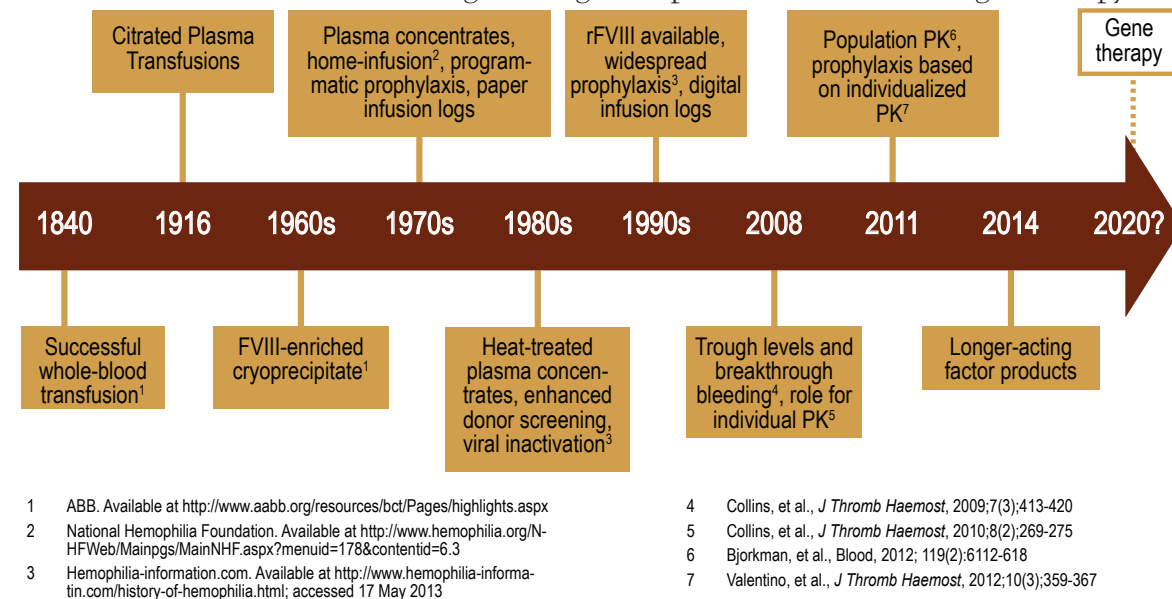 Citrated Plasma
Transfusions
Plasma concentrates,
home-infusion², program-
matic prophylaxis, paper
infusion logs
rFVIII available,
widespread
prophylaxis³, digital
infusion logs
Population PK⁶,
prophylaxis based
on individualized
PK⁷
Gene
therapy
1840 1916 1960s 1970s 1980s 1990s 2008 2011 2014 2020?
Successful
whole-blood
transfusion¹
FVIII-enriched
cryoprecipitate¹
Heat-treated
plasma concen-
trates, enhanced
donor screening,
viral inactivation³
Trough levels and
breakthrough
bleeding⁴, role for
individual PK⁵
Longer-acting
factor products
1 ABB. Available at http://www.aabb.org/resources/bct/Pages/highlights.aspx
2 National Hemophilia Foundation. Available at http://www.hemophilia.org/N-
HFWeb/Mainpgs/MainNHF.aspx?menuid=178&contentid=6.3
3 Hemophilia-information.com. Available at http://www.hemophilia-informa-
tin.com/history-of-hemophilia.html; accessed 17 May 2013
4 Collins, et al., J Thromb Haemost, 2009;7(3);413-420
5 Collins, et al., J Thromb Haemost, 2010;8(2);269-275
6 Bjorkman, et al., Blood, 2012; 119(2):6112-618
7 Valentino, et al., J Thromb Haemost, 2012;10(3);359-367